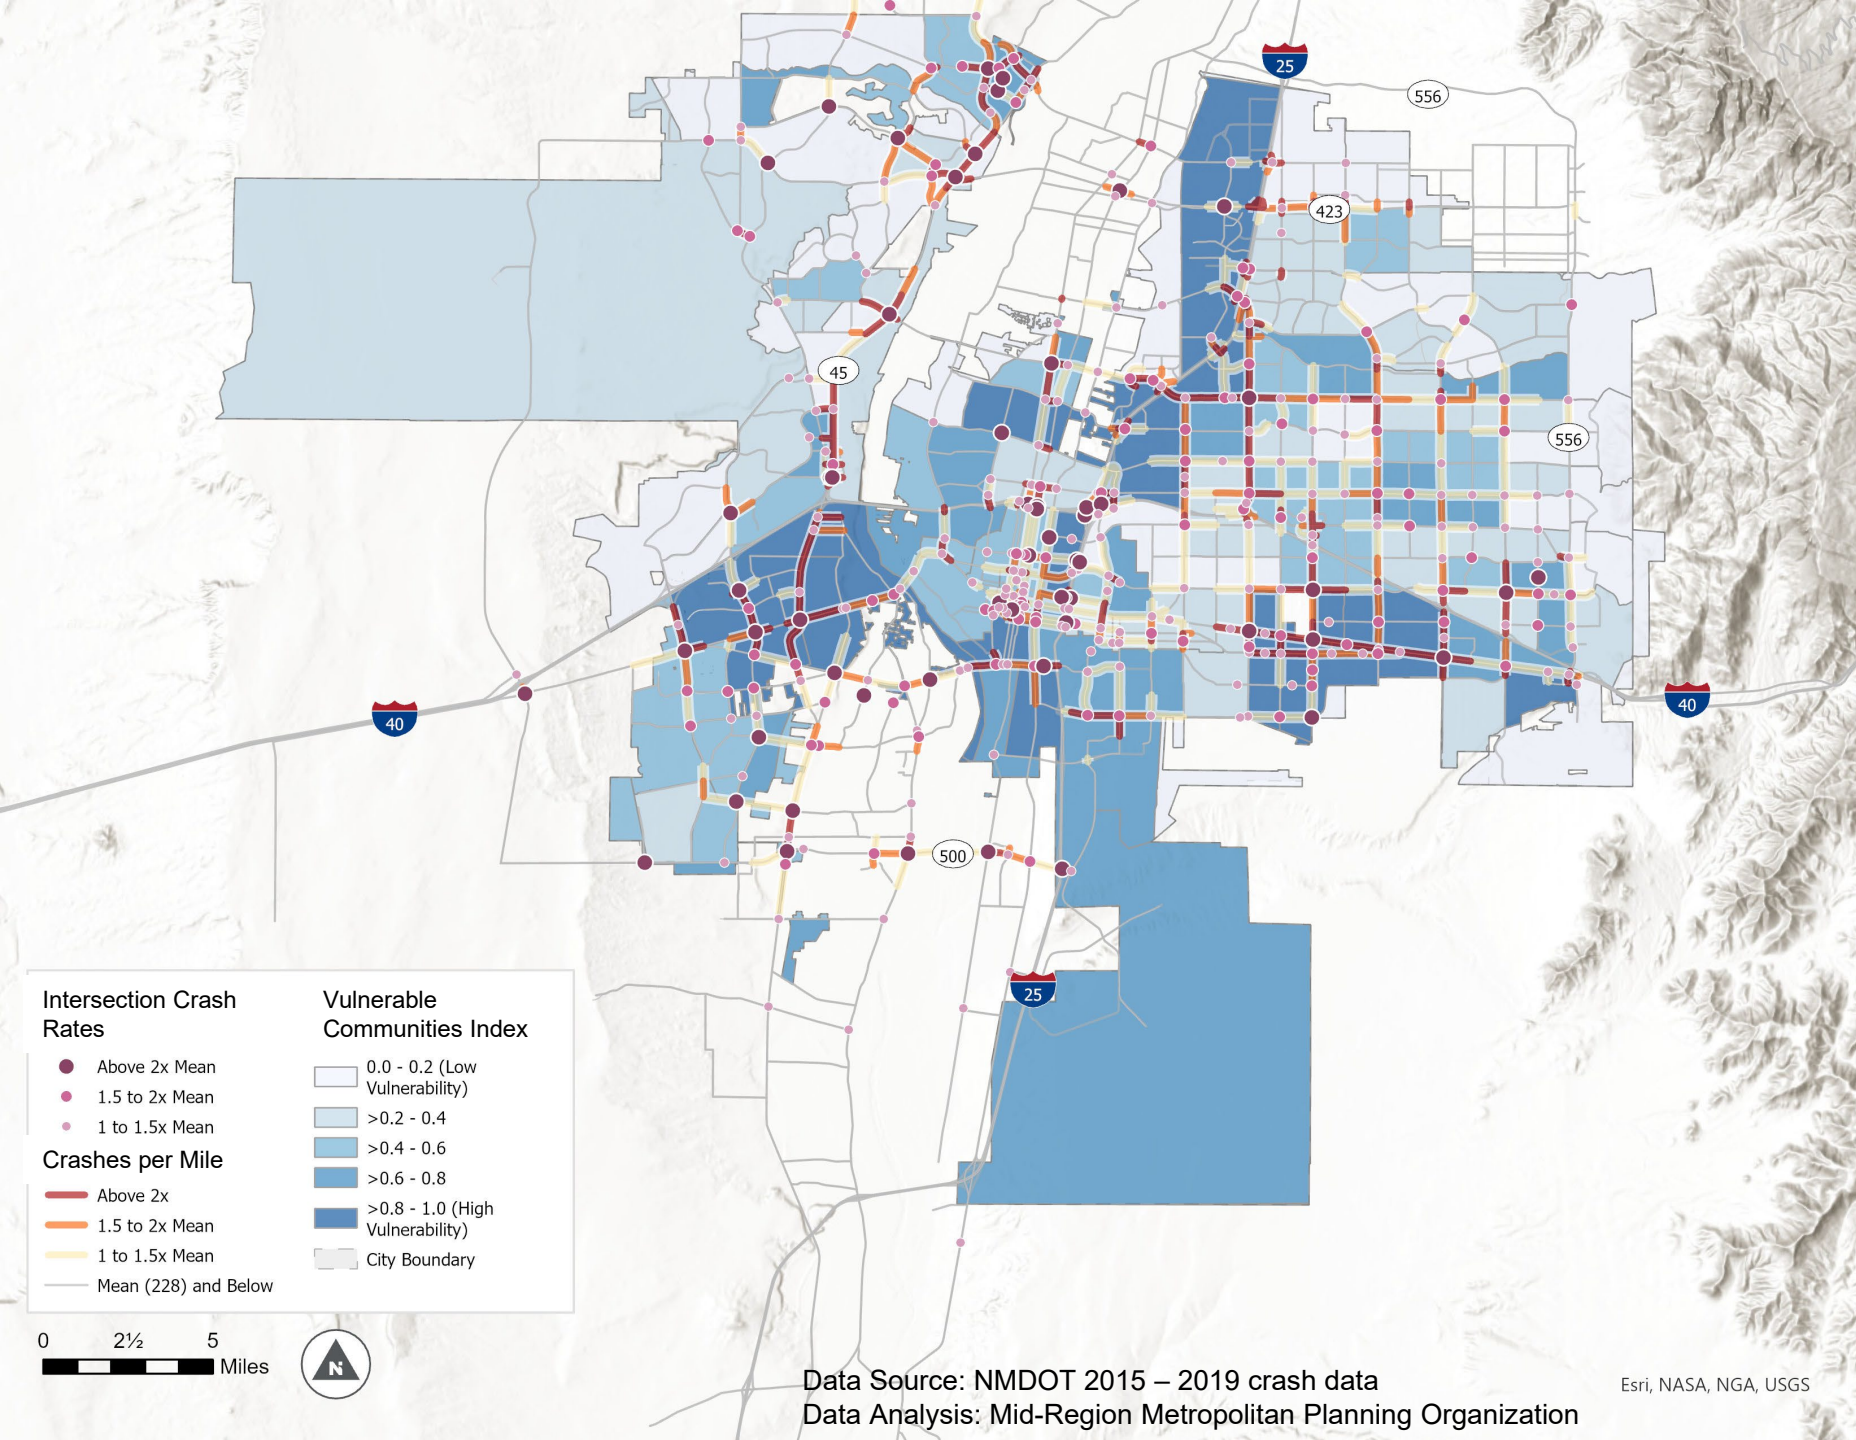 25
556
423
45
556
40
40
500
25
Intersection Crash
Rates
Above 2x Mean
1.5 to 2x Mean
1 to 1.5x Mean
Crashes per Mile
Above 2x
1.5 to 2x Mean
1 to 1.5x Mean
Mean (228) and Below
Vulnerable
Communities Index
0.0 - 0.2 (Low
Vulnerability)
>0.2 - 0.4
>0.4 - 0.6
>0.6 - 0.8
>0.8 - 1.0 (High
Vulnerability)
City Boundary
0 2½ 5
Miles
N
Data Source: NMDOT 2015 – 2019 crash data
Data Analysis: Mid-Region Metropolitan Planning Organization
Esri, NASA, NGA, USGS